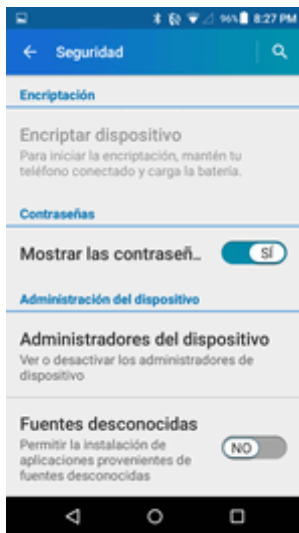 96% 8:27 PM
Seguridad
Encriptación
Encriptar dispositivo
Para iniciar la encriptación, mantén tu
teléfono conectado y carga la batería.
Contraseñas
Mostrar las contraseñ..
SÍ
Administración del dispositivo
Administradores del dispositivo
Ver o desactivar los administradores de
dispositivo
Fuentes desconocidas
Permitir la instalación de
aplicaciones provenientes de
fuentes desconocidas
NO